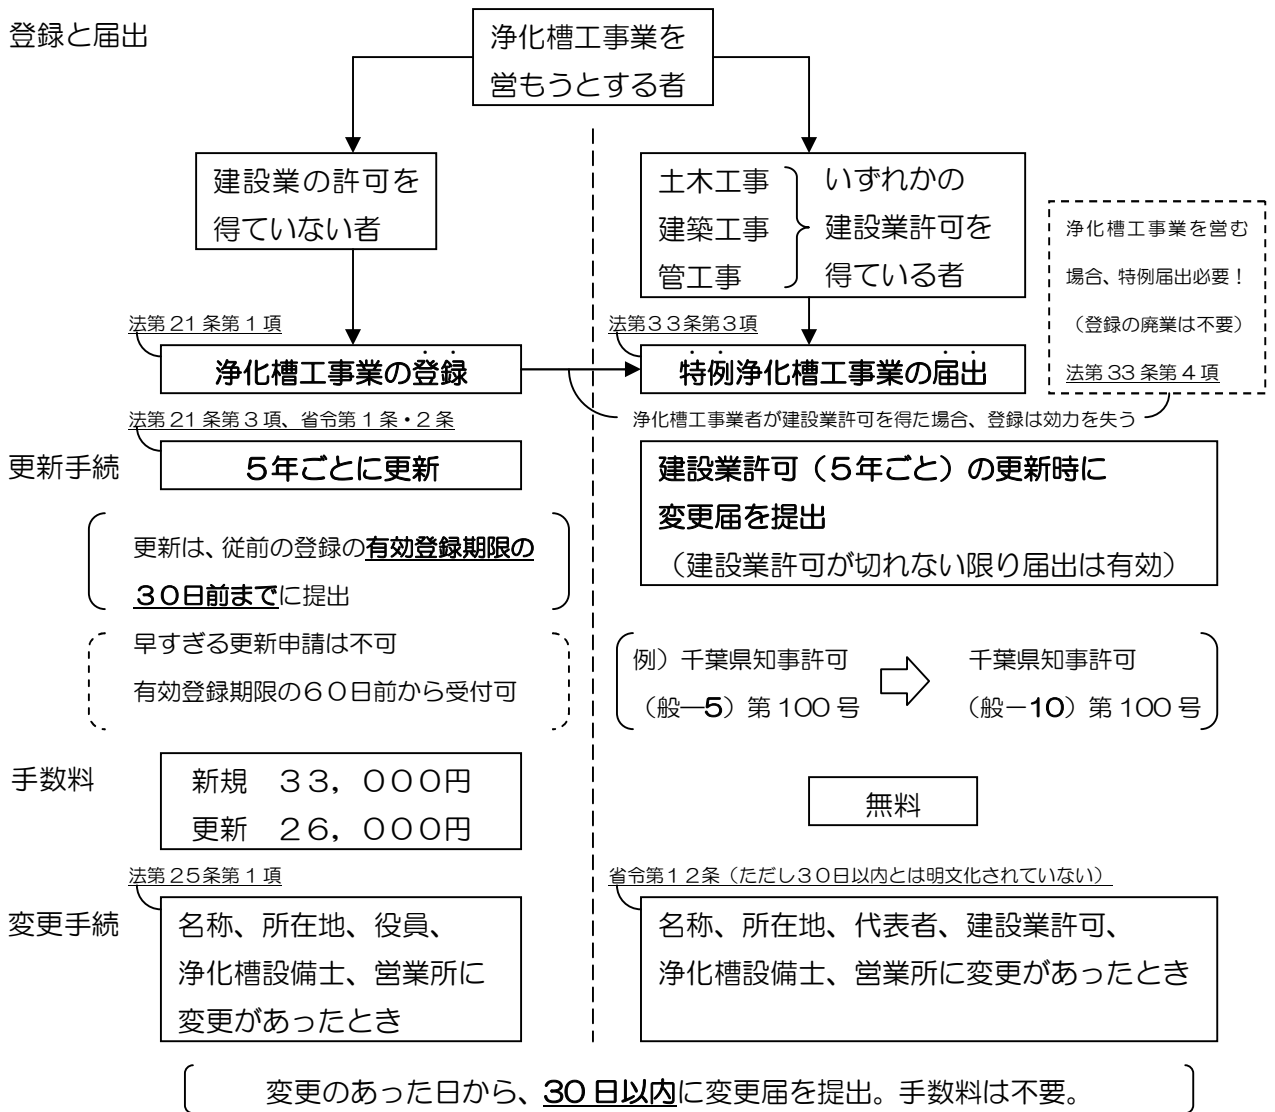 登録と届出
浄化槽工事業を
営もうとする者
建設業の許可を
得ていない者
土木工事
建築工事
管工事
いずれかの
建設業許可を
得ている者
浄化槽工事業を営む
場合、特例届出必要！
（登録の廃業は不要）
法第33条第4項
法第21条第1項
浄化槽工事業の登録
法第33条第3項
特例浄化槽工事業の届出
浄化槽工事業者が建設業許可を得た場合、登録は効力を失う
法第21条第3項、省令第1条・2条
更新手続
５年ごとに更新
更新は、従前の登録の有効登録期限の
３０日前までに提出
早すぎる更新申請は不可
有効登録期限の６０日前から受付可
建設業許可（５年ごと）の更新時に
変更届を提出
（建設業許可が切れない限り届出は有効）
例）千葉県知事許可
（般―5）第100号
千葉県知事許可
（般－10）第100号
手数料
新規　３３，０００円
更新　２６，０００円
無料
法第25条第1項
変更手続
名称、所在地、役員、
浄化槽設備士、営業所に
変更があったとき
省令第１２条（ただし３０日以内とは明文化されていない）
名称、所在地、代表者、建設業許可、
浄化槽設備士、営業所に変更があったとき
変更のあった日から、30日以内に変更届を提出。手数料は不要。